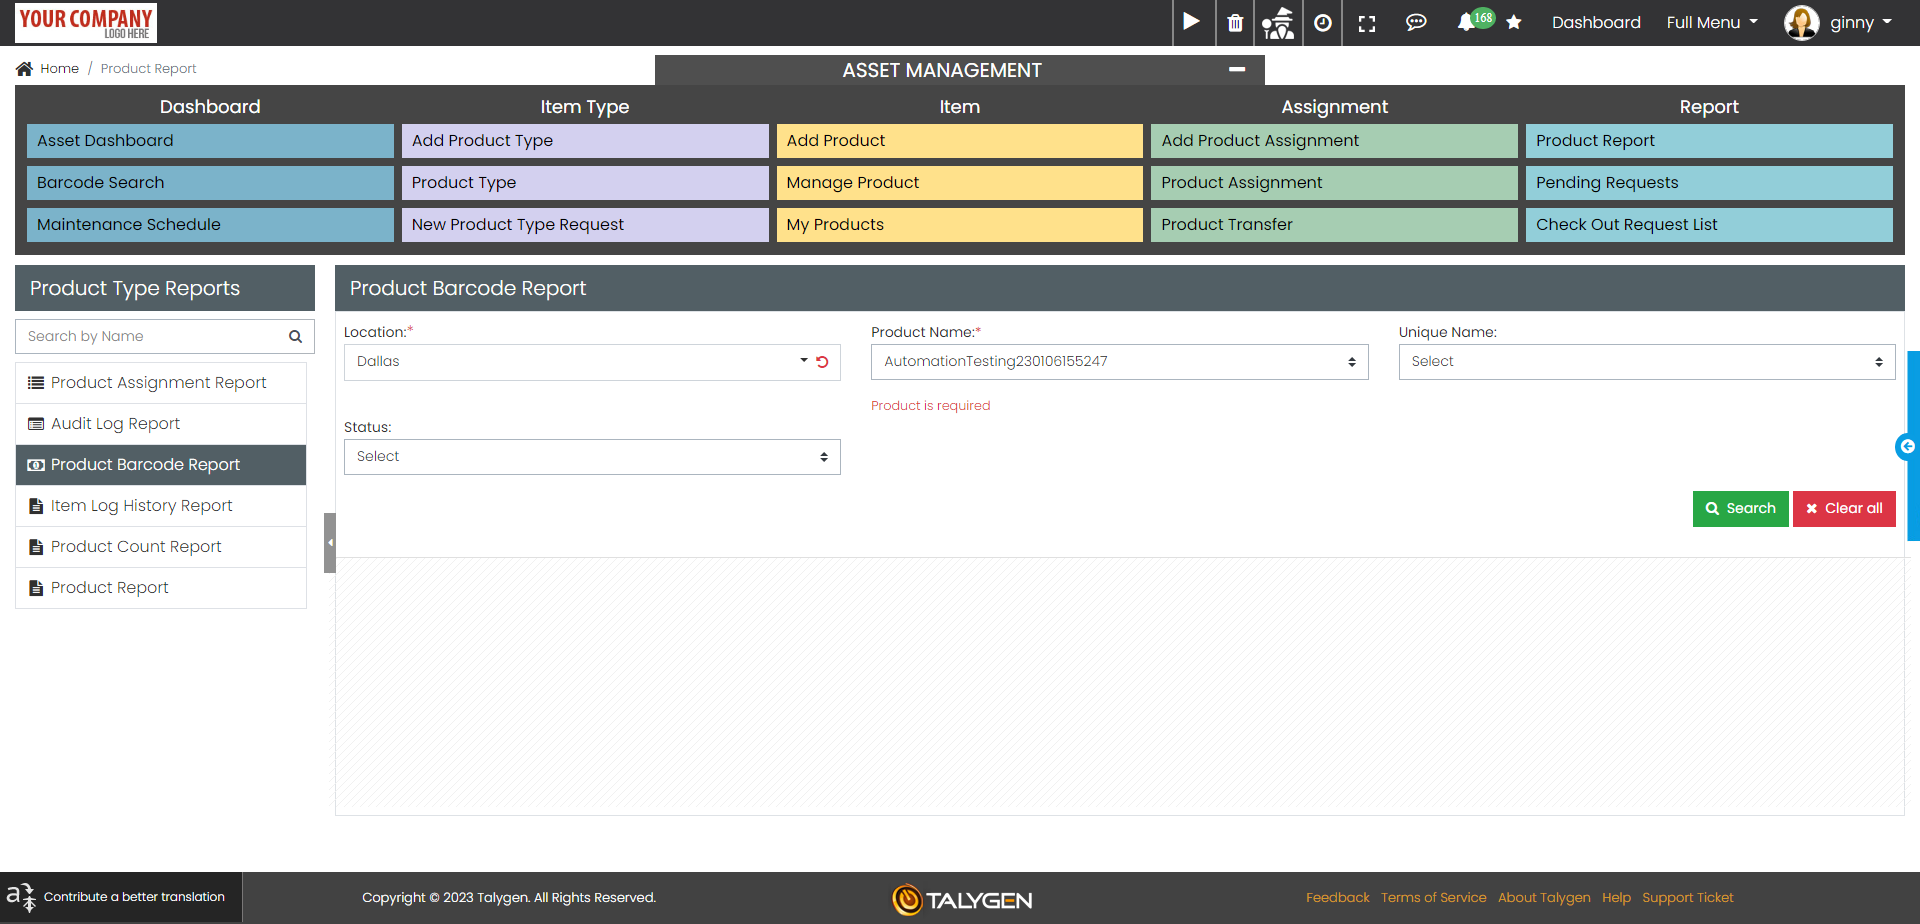 YOUR COMPANY
LOGO HERE
168
Dashboard
Full Menu
ginny
Home / Product Report
ASSET MANAGEMENT
Dashboard
Item Type
Item
Assignment
Report
Asset Dashboard
Add Product Type
Add Product
Add Product Assignment
Product Report
Barcode Search
Product Type
Manage Product
Product Assignment
Pending Requests
Maintenance Schedule
New Product Type Request
My Products
Product Transfer
Check Out Request List
Product Type Reports
Search by Name
Product Assignment Report
Audit Log Report
Product Barcode Report
Item Log History Report
Product Count Report
Product Report
Product Barcode Report
Location:*
Dallas
Product Name:*
AutomationTesting230106155247
Product is required
Unique Name:
Select
Status:
Select
Search
Clear all
Contribute a better translation
Copyright © 2023 Talygen. All Rights Reserved.
TALYGEN
Feedback
Terms of Service
About Talygen
Help
Support Ticket